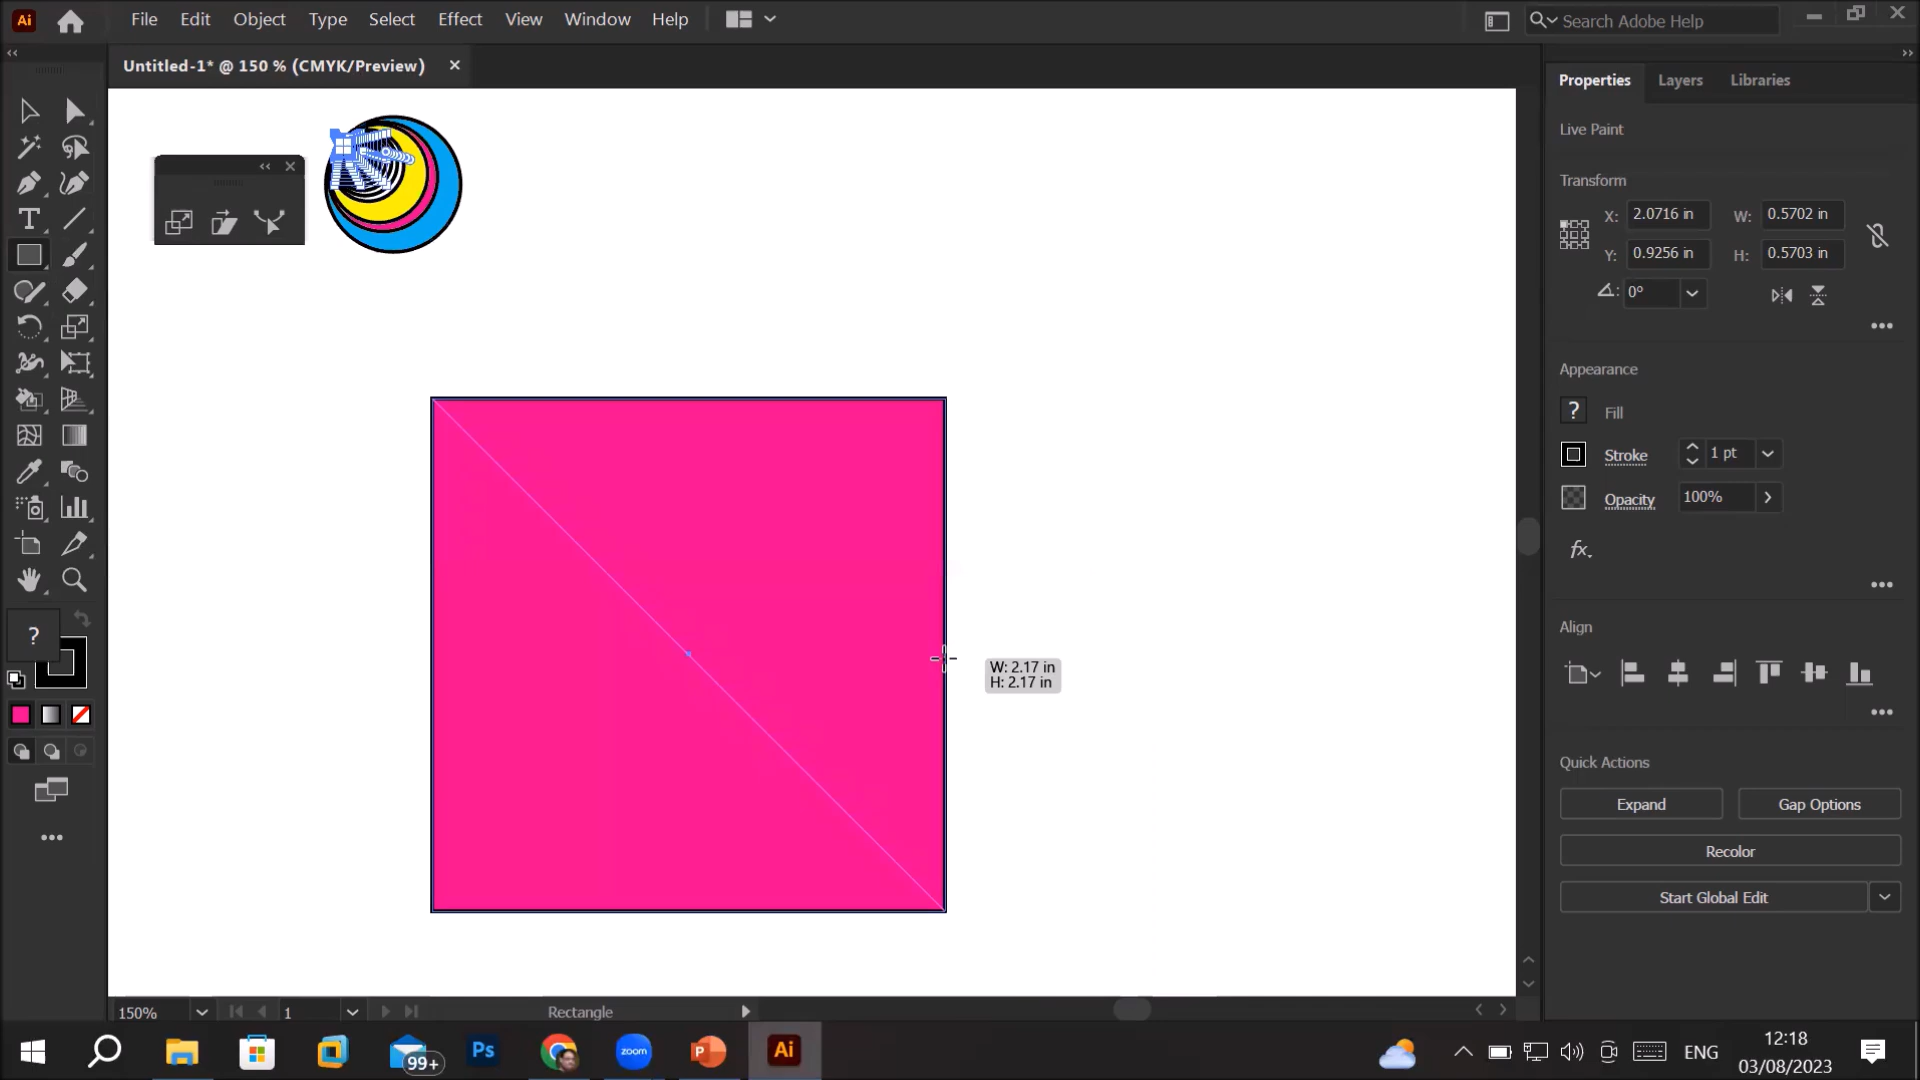 Ai File Edit Object Type Select Effect View Window Help Search Adobe Help
Untitled-1* @ 150 % (CMYK/Preview)
Properties Layers Libraries
Live Paint
Transform
X: 2.0716 in W: 0.5702 in
Y: 0.9256 in H: 0.5703 in
0°
Appearance
? Fill
Stroke 1 pt
Opacity 100%
fx.
?
W: 2.17 in
H: 2.17 in
Align
Quick Actions
Expand Gap Options
Recolor
Start Global Edit
150% 1 Rectangle
99+ Ps zoom P Ai ENG 12:18
03/08/2023